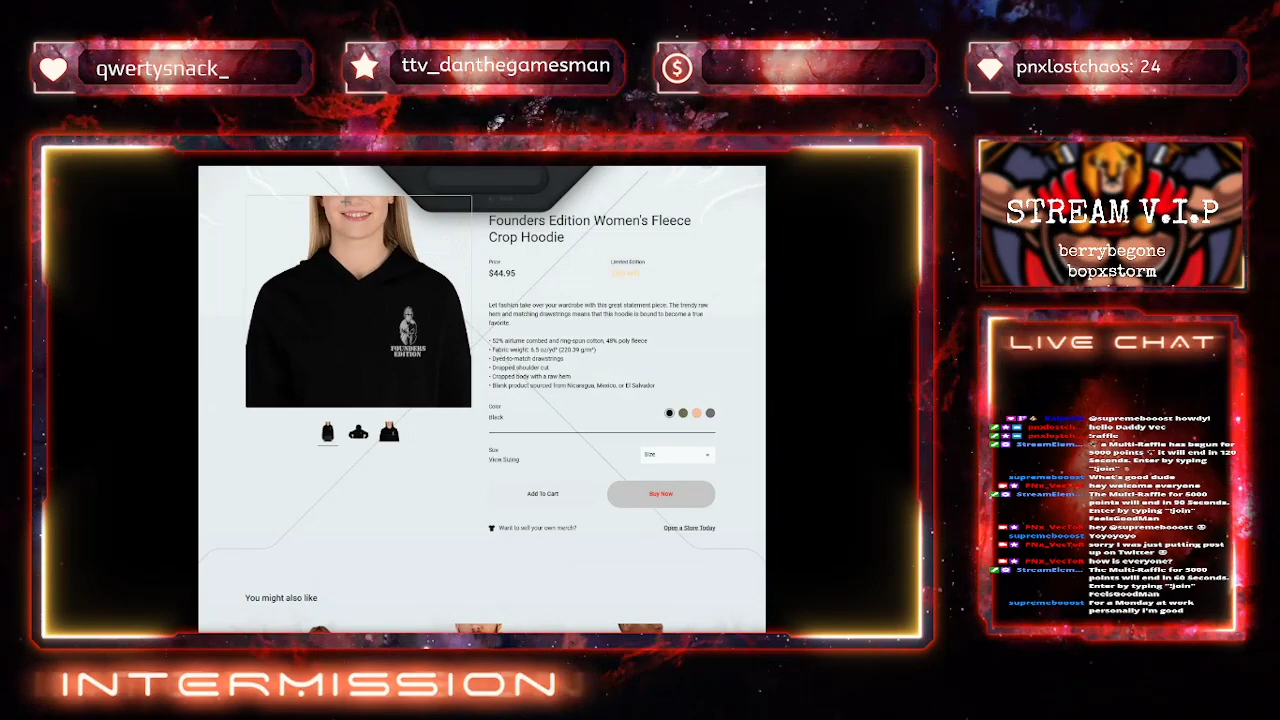 qwertysnack_
ttv_danthegamesman
pnxlostchaos: 24
Founders Edition Women's Fleece
Crop Hoodie
Price
Limited Edition
$44.95
Let fashion take over your wardrobe with this great statement piece. The trendy raw
hem and matching drawstrings means that this hoodie is bound to become a true
favorite.
• 52% airlume combed and ring-spun cotton, 48% poly fleece
• Fabric weight: 6.5 oz/yd² (220.39 g/m²)
• Dyed-to-match drawstrings
• Dropped shoulder cut
• Cropped body with a raw hem
• Blank product sourced from Nicaragua, Mexico, or El Salvador
FOUNDERS
EDITION
Color
Black
Size
View Sizing
Size
Add To Cart
Buy Now
Want to sell your own merch?
Open a Store Today
You might also like
STREAM V.I.P
berrybegone
bopxstorm
LIVE CHAT
@supremebooost howdy!
pnxlostch... hello Daddy Vec
pnxlostch... !raffle
StreamElem... a Multi-Raffle has begun for
5000 points it will end in 120
Seconds. Enter by typing
"!join"
supremebooost What's good dude
PNx_VecToR hey welcome everyone
StreamElem... The Multi-Raffle for 5000
points will end in 90 Seconds.
Enter by typing "!join"
FeelsGoodMan
PNx_VecToR hey @supremebooost
supremebooost Yoyoyoyo
PNx_VecToR sorry I was just putting post
up on Twitter
PNx_VecToR how is everyone?
StreamElem... The Multi-Raffle for 5000
points will end in 60 Seconds.
Enter by typing "!join"
FeelsGoodMan
supremebooost For a Monday at work
personally I'm good
INTERMISSION